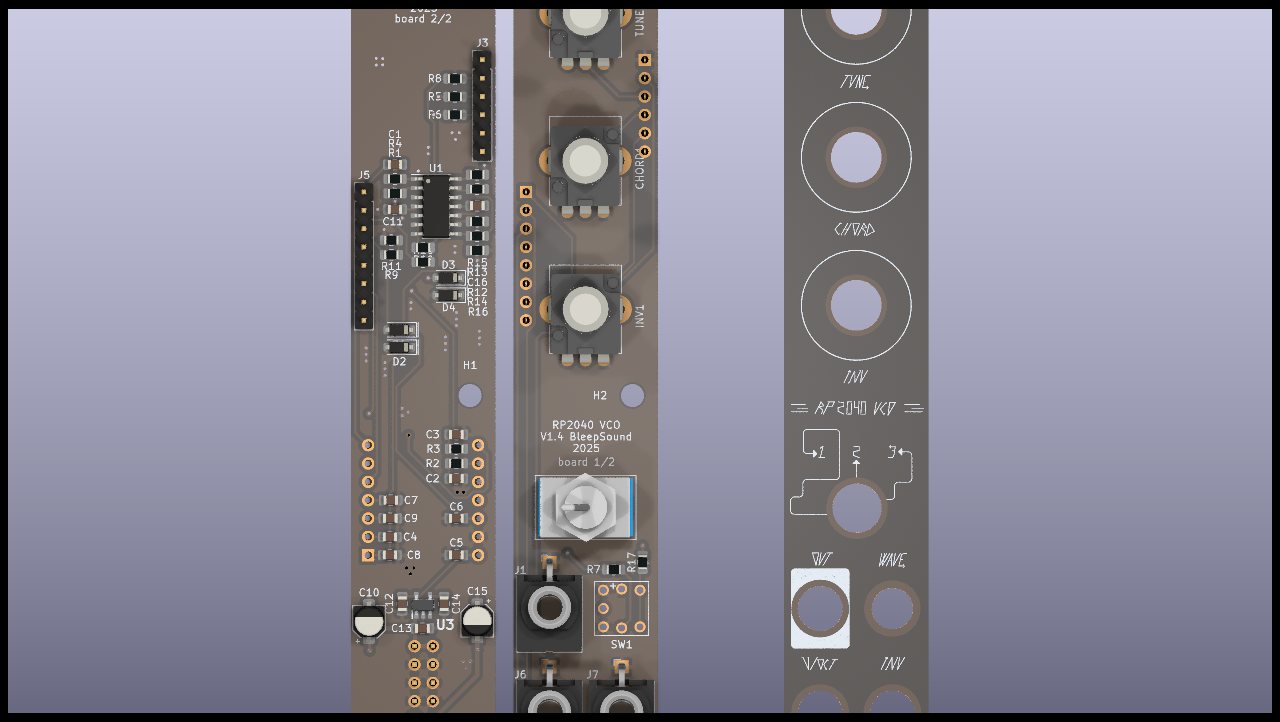 board 2/2
J3
R8
R5
R6
C1
R4
R1
U1
J5
C11
R11
R9
D3
D4
R15
R13
C16
R12
R14
R16
D2
H1
C3
R3
R2
C2
C7
C6
C9
C4
C5
C8
C10
C12
C14
C15
C13
U3
TUNE
CHORD1
INV1
H2
RP2040 VCO
V1.4 BleepSound
2025
board 1/2
J1
R7
R17
+
SW1
J6
J7
TUNE
CHORD
INV
RP2040 VCO
1
2
3
OUT
WAVE
V/OCT
INV